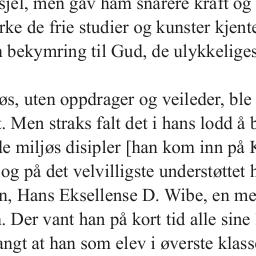 sjel, men gav ham snarere kraft og
rke de frie studier og kunster kjente
bekymring til Gud, de ulykkeliges
øs, uten oppdrager og veileder, ble
. Men straks falt det i hans lodd å b
le miljøs disipler [han kom inn på K
og på det velvilligste understøttet h
n, Hans Eksellense D. Wibe, en me
. Der vant han på kort tid alle sine
angt at han som elev i øverste klasse